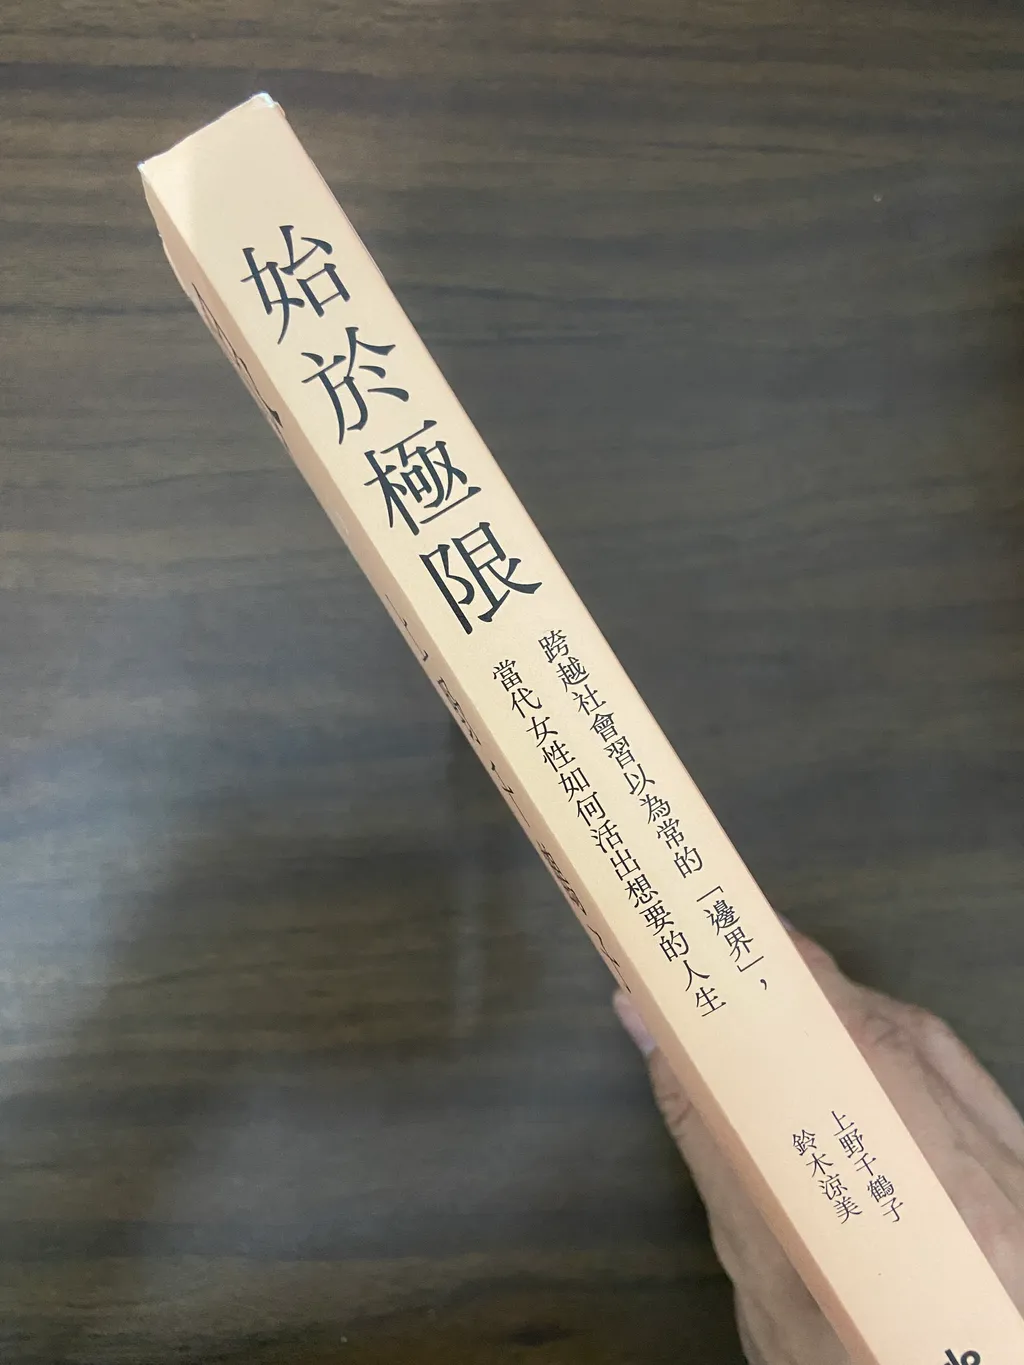 始於極限
跨越社會習以為常的「邊界」，
當代女性如何活出想要的人生
上野千鶴子
鈴木涼美